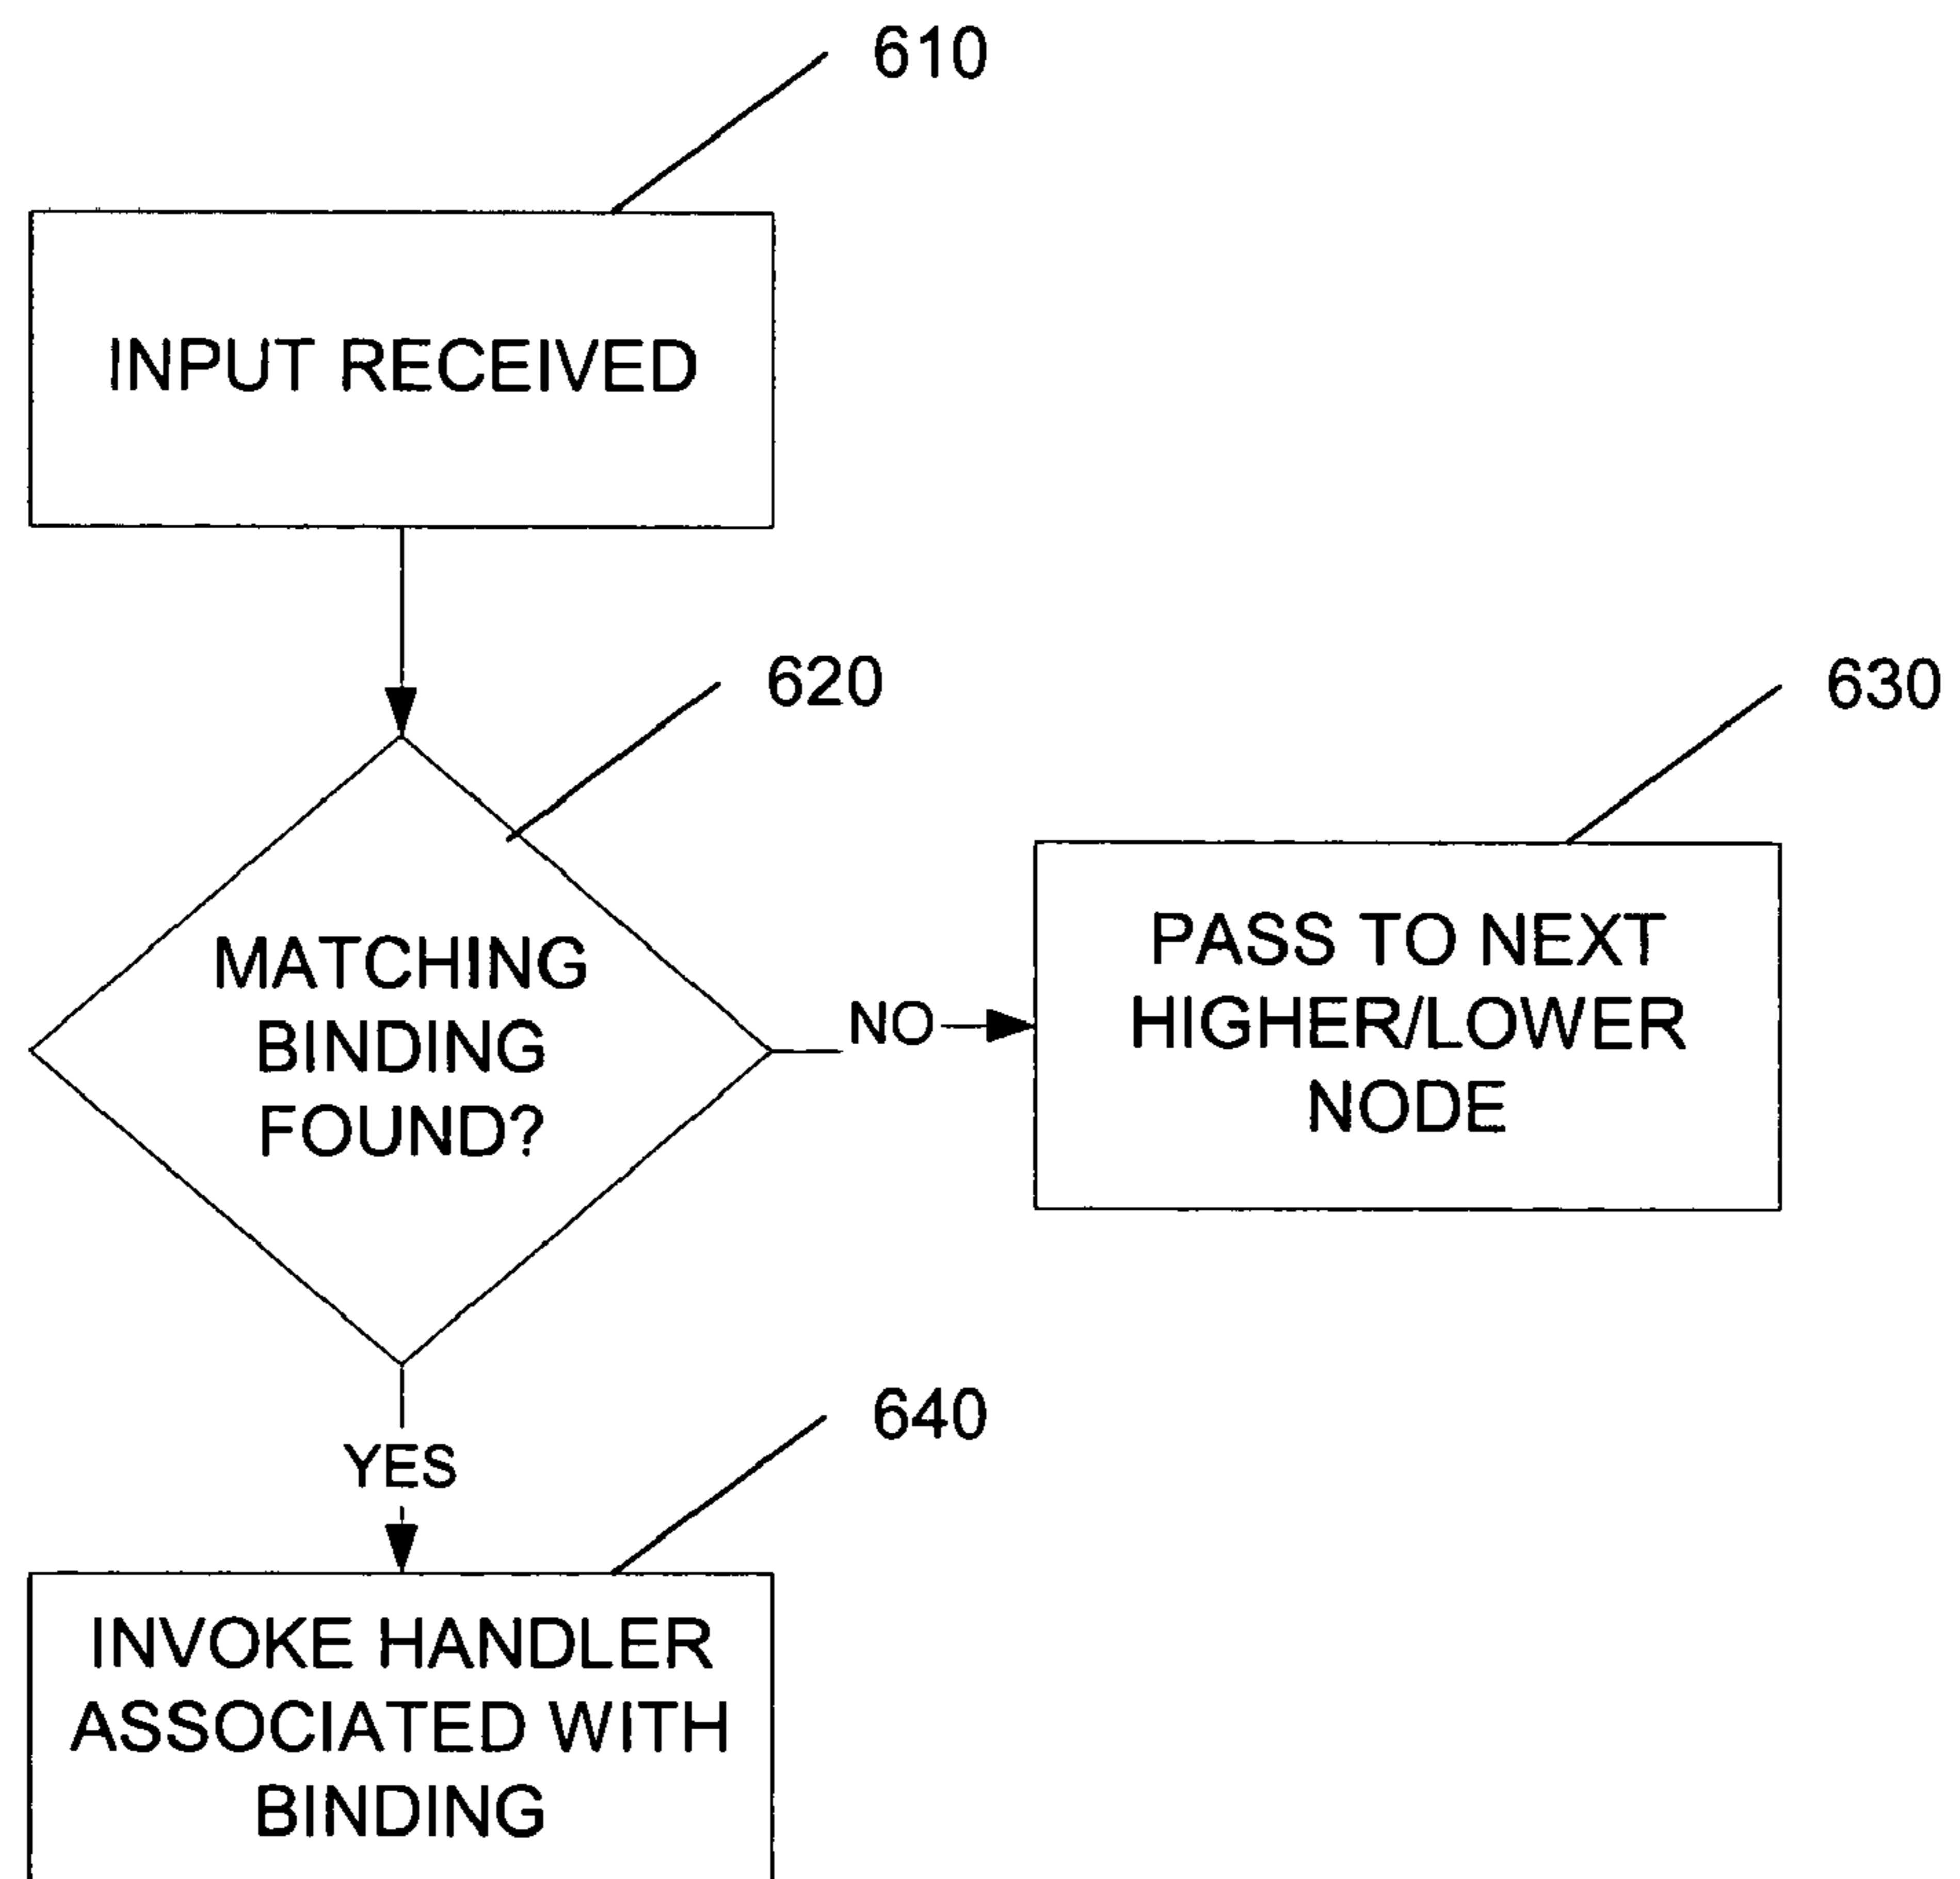 610
INPUT RECEIVED
620
630
MATCHING
BINDING
FOUND?
NO
PASS TO NEXT
HIGHER/LOWER
NODE
YES
640
INVOKE HANDLER
ASSOCIATED WITH
BINDING